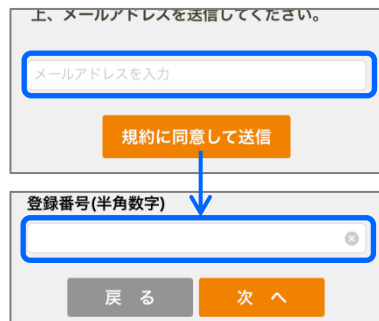 上、メールアドレスを送信してください。
メールアドレスを入力
規約に同意して送信
登録番号(半角数字)
戻 る
次 へ